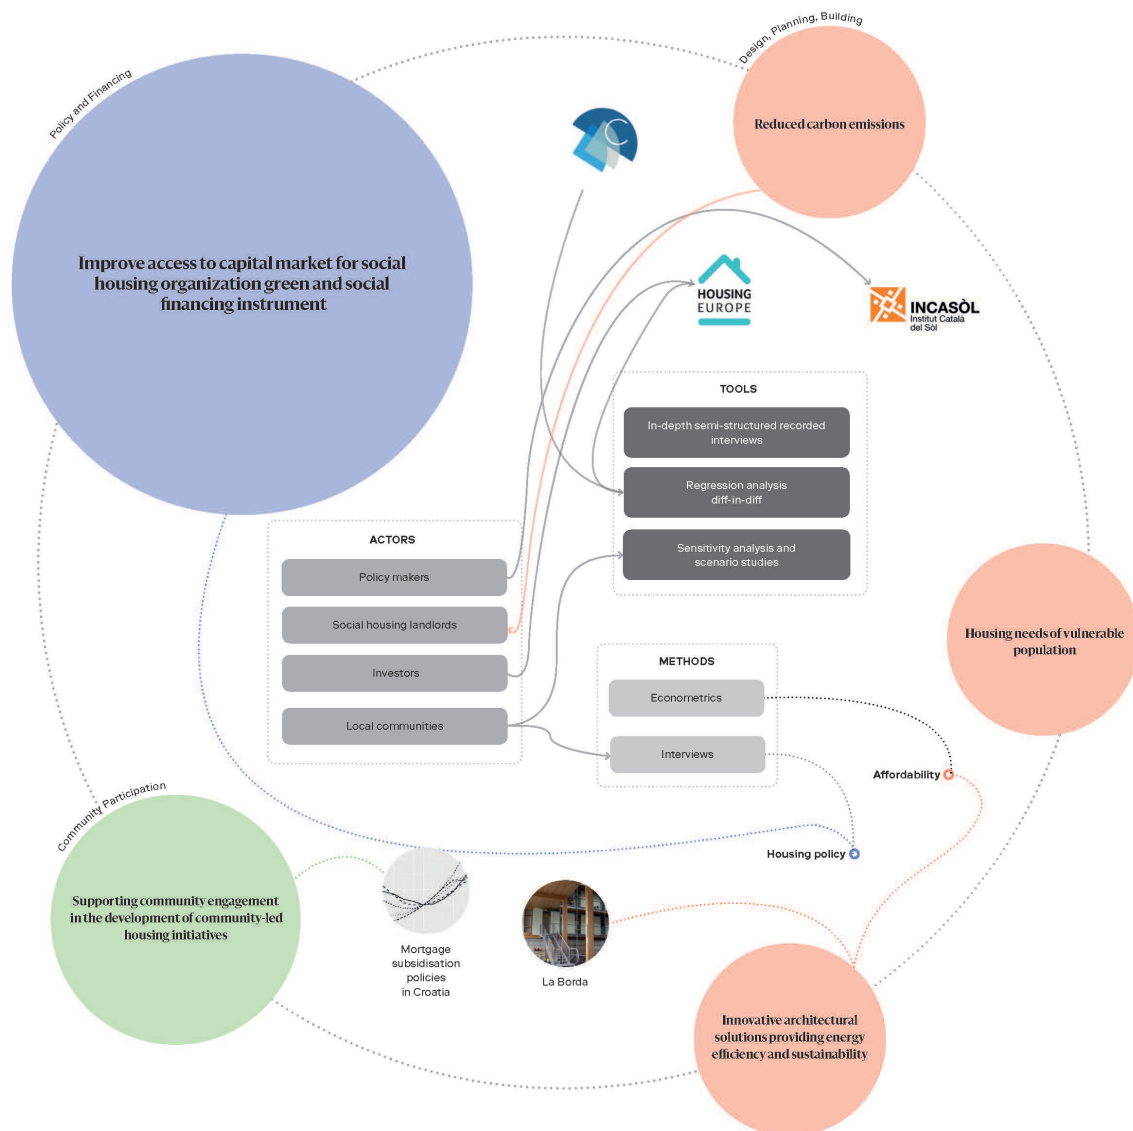 Design, Planning, Building
Policy and Financing
Reduced carbon emissions
C
Improve access to capital market for social
housing organization green and social
financing instrument
HOUSING
EUROPE
INCASÒL
Institut Català
del Sòl
TOOLS
In-depth semi-structured recorded
interviews
Regression analysis
diff-in-diff
Sensitivity analysis and
scenario studies
ACTORS
Policy makers
Social housing landlords
Investors
Local communities
Housing needs of vulnerable
population
METHODS
Econometrics
Interviews
Affordability
Housing policy
Community Participation
Supporting community engagement
in the development of community-led
housing initiatives
Mortgage
subsidisation
policies
in Croatia
La Borda
Innovative architectural
solutions providing energy
efficiency and sustainability